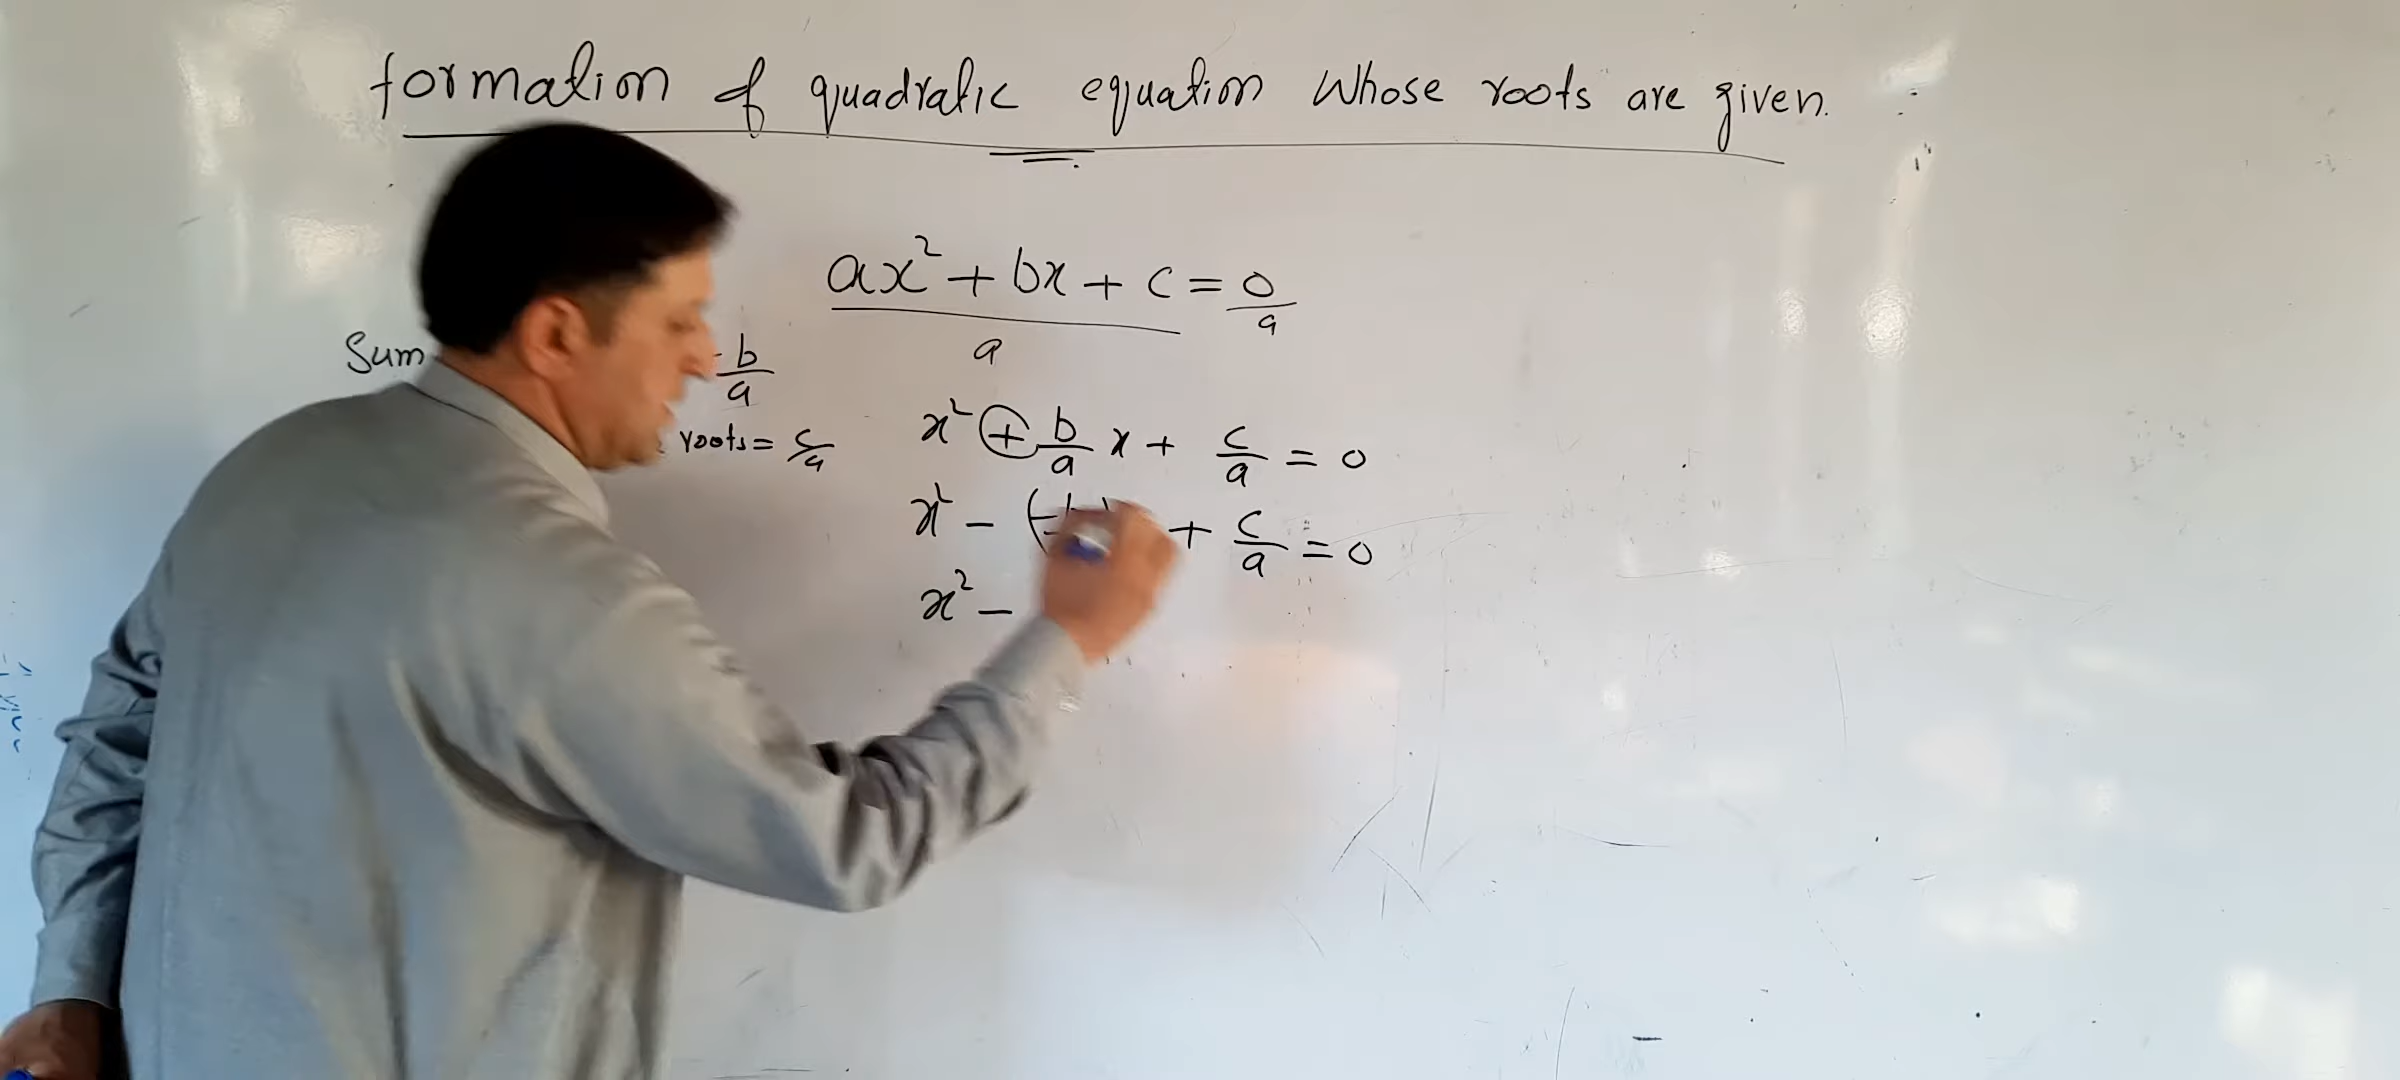 formation of quadratic equation whose roots are given.
ax² + bx + c = 0
a a
Sum - b/a
roots = c/a
x² + b/a x + c/a = 0
x² - (-b + c/a = 0
x² -